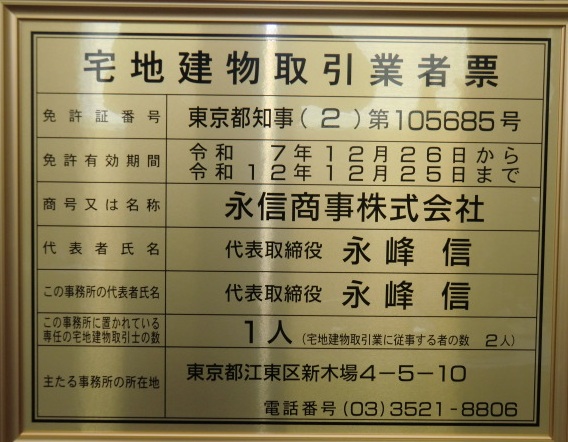 宅地建物取引業者票
免許証番号 東京都知事(2)第105685号
免許有効期間 令和 7年12月26日から
令和12年12月25日まで
商号又は名称 永信商事株式会社
代表者氏名 代表取締役 永峰 信
この事務所の代表者氏名 代表取締役 永峰 信
この事務所に置かれている
専任の宅地建物取引士の数 1人(宅地建物取引業に従事する者の数 2人)
主たる事務所の所在地 東京都江東区新木場4-5-10
電話番号(03)3521-8806